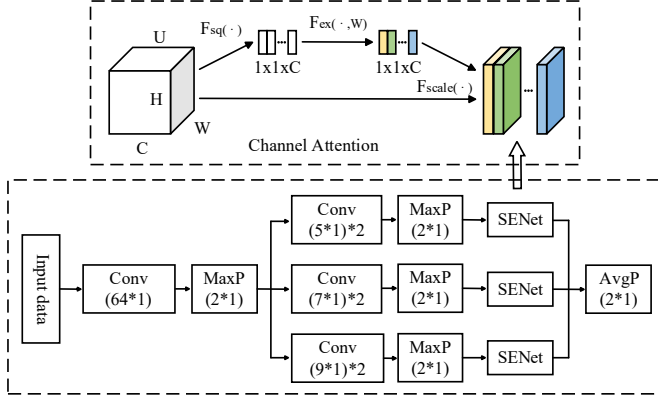 U
H
W
C
Fsq(·)
1x1xC
Fex(·,W)
1x1xC
Fscale(·)
...
...
...
Channel Attention
Input data
Conv
(64*1)
MaxP
(2*1)
Conv
(5*1)*2
MaxP
(2*1)
SENet
Conv
(7*1)*2
MaxP
(2*1)
SENet
Conv
(9*1)*2
MaxP
(2*1)
SENet
AvgP
(2*1)